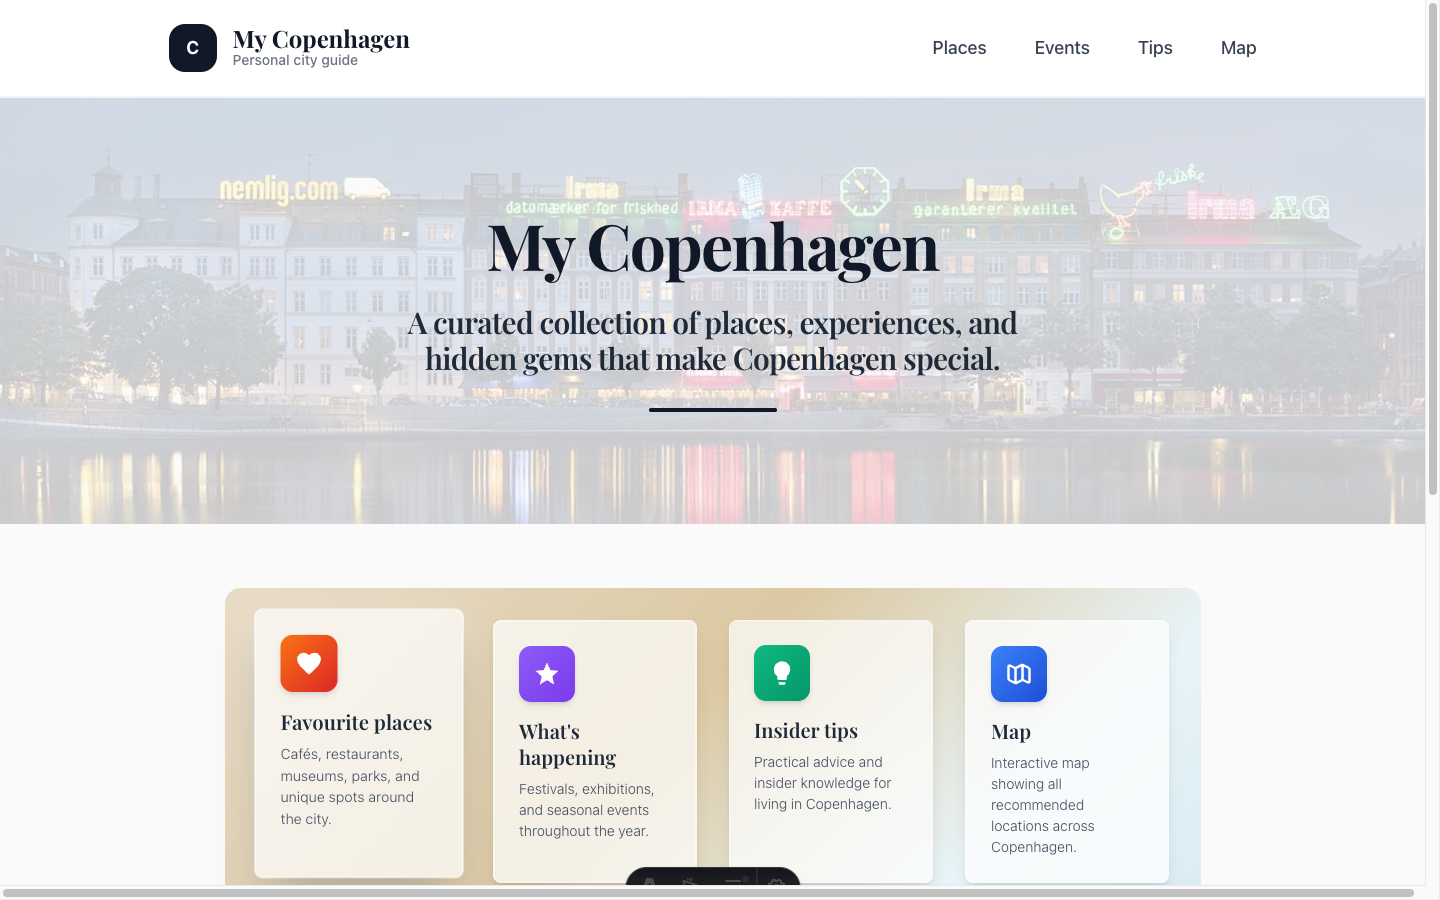 C
My Copenhagen
Personal city guide
Places
Events
Tips
Map
nemlig.com
Irma
datomærker for friskhed
IRMA KAFFE
Irma
garanterer kvalitet
friske
Irma ÆG
My Copenhagen
A curated collection of places, experiences, and
hidden gems that make Copenhagen special.
Favourite places
Cafés, restaurants,
museums, parks, and
unique spots around
the city.
What's
happening
Festivals, exhibitions,
and seasonal events
throughout the year.
Insider tips
Practical advice and
insider knowledge for
living in Copenhagen.
Map
Interactive map
showing all
recommended
locations across
Copenhagen.